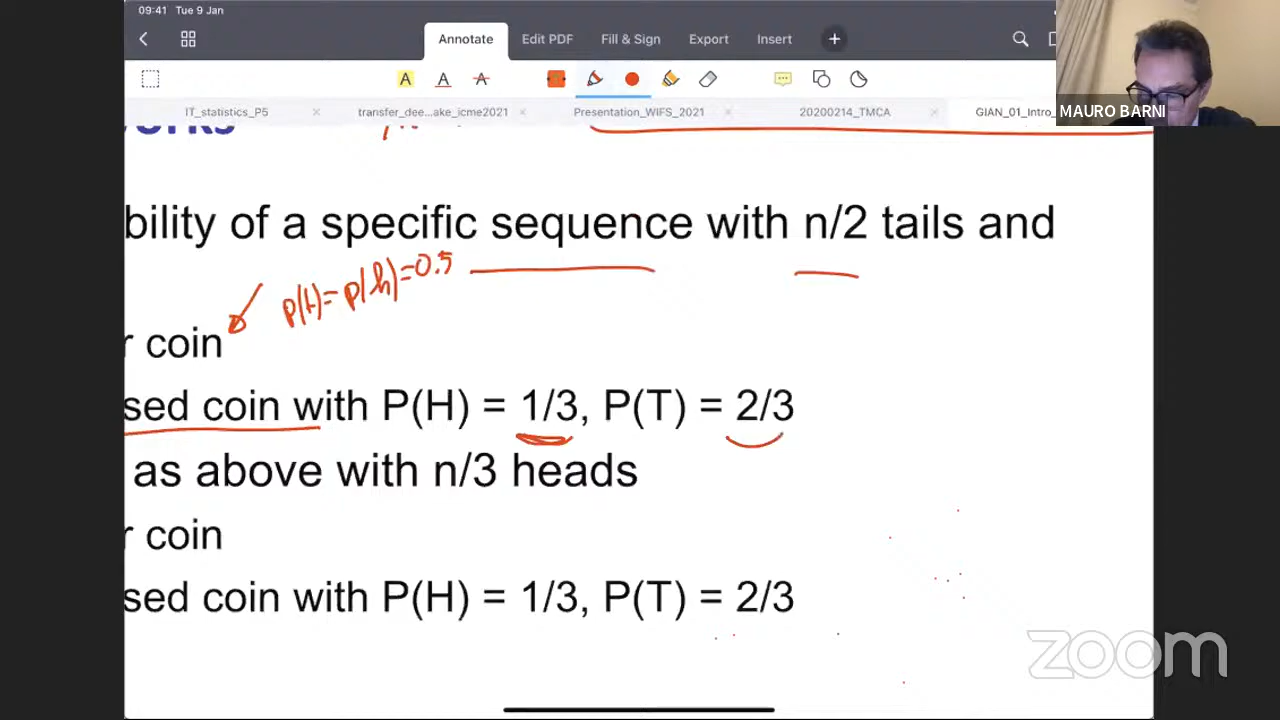 09:41 Tue 9 Jan
Annotate Edit PDF Fill & Sign Export Insert
MAURO BARNI
IT_statistics_P5 transfer_dee...ake_icme2021 Presentation_WIFS_2021 20200214_TMCA GIAN_01_Intro_
bility of a specific sequence with n/2 tails and
P(t)=P(h)=0.5
r coin
sed coin with P(H) = 1/3, P(T) = 2/3
as above with n/3 heads
r coin
sed coin with P(H) = 1/3, P(T) = 2/3
zoom